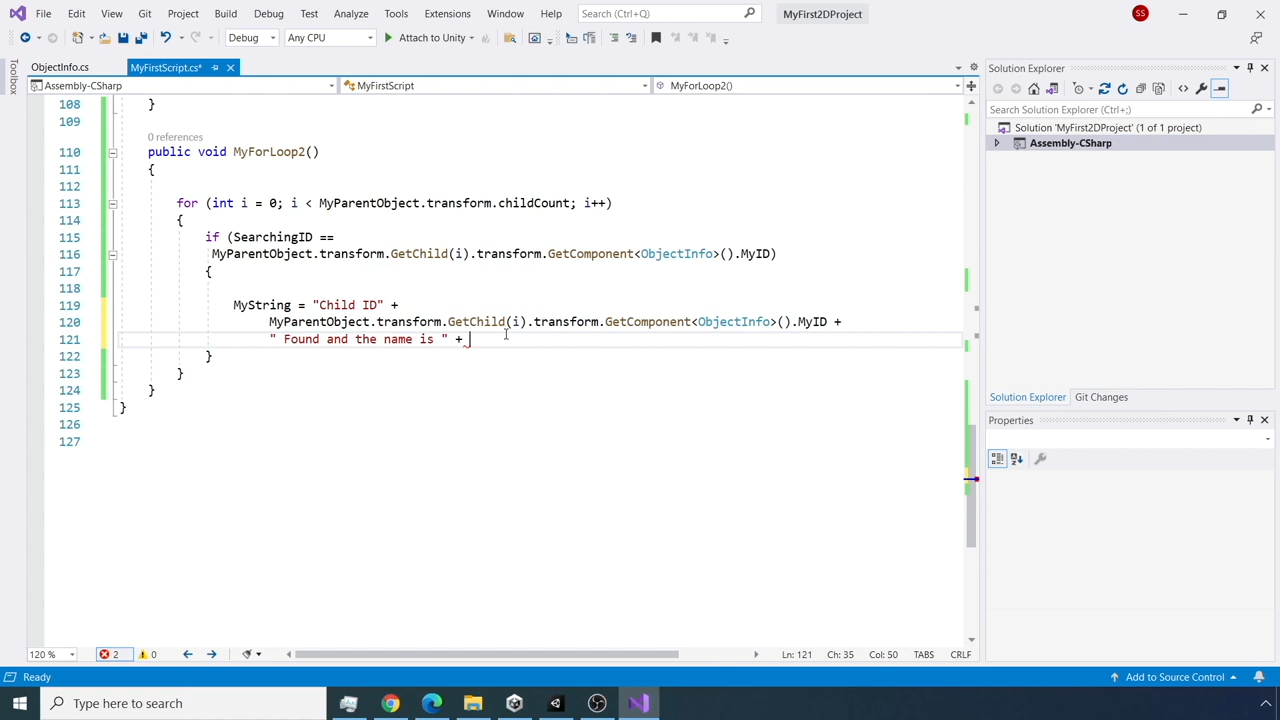 File Edit View Git Project Build Debug Test Analyze Tools Extensions Window Help Search (Ctrl+Q) MyFirst2DProject SS
Debug Any CPU Attach to Unity
ObjectInfo.cs MyFirstScript.cs*
Toolbox
Assembly-CSharp MyFirstScript MyForLoop2()
108 }
109
0 references
110 public void MyForLoop2()
111 {
112
113 for (int i = 0; i < MyParentObject.transform.childCount; i++)
114 {
115 if (SearchingID ==
116 MyParentObject.transform.GetChild(i).transform.GetComponent<ObjectInfo>().MyID)
117 {
118
119 MyString = "Child ID" +
120 MyParentObject.transform.GetChild(i).transform.GetComponent<ObjectInfo>().MyID +
121 " Found and the name is " +
122 }
123 }
124 }
125 }
126
127
Solution Explorer
Search Solution Explorer (Ctrl+;)
Solution 'MyFirst2DProject' (1 of 1 project)
Assembly-CSharp
Solution Explorer Git Changes
Properties
120 % 2 0 Ln: 121 Ch: 35 Col: 50 TABS CRLF
Ready Add to Source Control
Type here to search